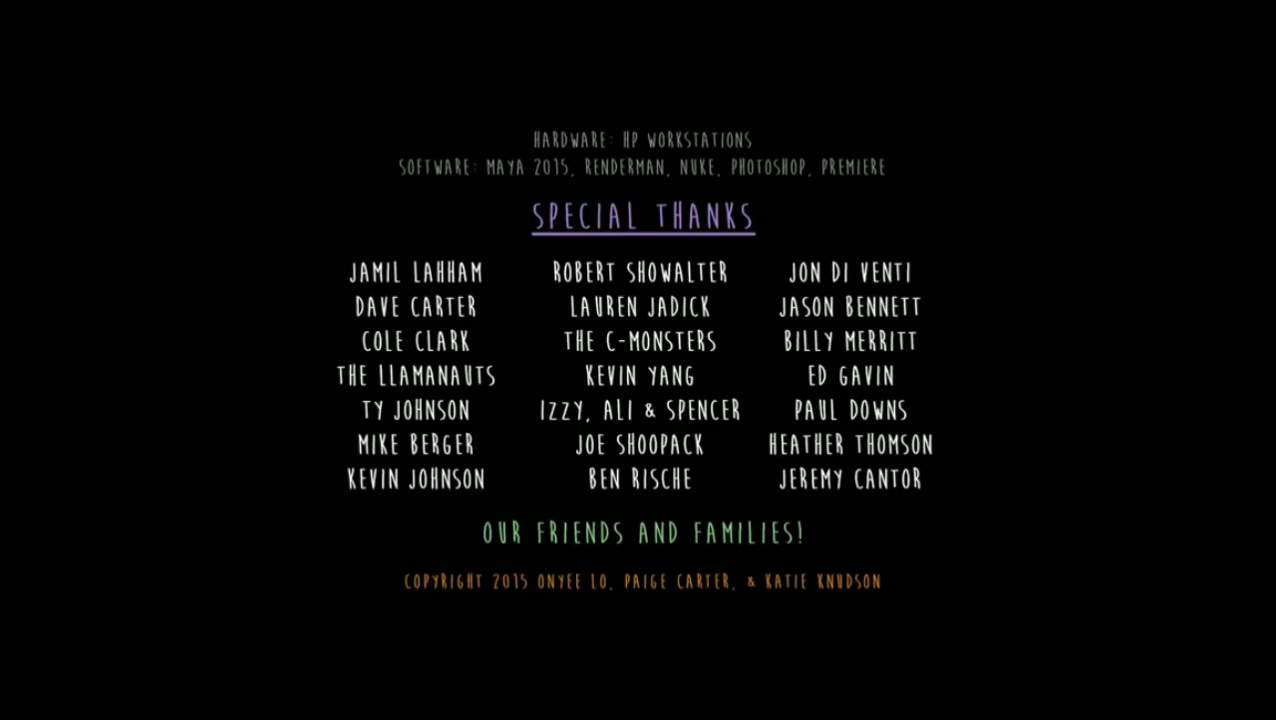 HARDWARE: HP WORKSTATIONS
SOFTWARE: MAYA 2015, RENDERMAN, NUKE, PHOTOSHOP, PREMIERE
SPECIAL THANKS
JAMIL LAHHAM ROBERT SHOWALTER JON DI VENTI
DAVE CARTER LAUREN JADICK JASON BENNETT
COLE CLARK THE C-MONSTERS BILLY MERRITT
THE LLAMANAUTS KEVIN YANG ED GAVIN
TY JOHNSON IZZY, ALI & SPENCER PAUL DOWNS
MIKE BERGER JOE SHOOPACK HEATHER THOMSON
KEVIN JOHNSON BEN RISCHE JEREMY CANTOR
OUR FRIENDS AND FAMILIES!
COPYRIGHT 2015 ONYEE LO, PAIGE CARTER, & KATIE KNUDSON